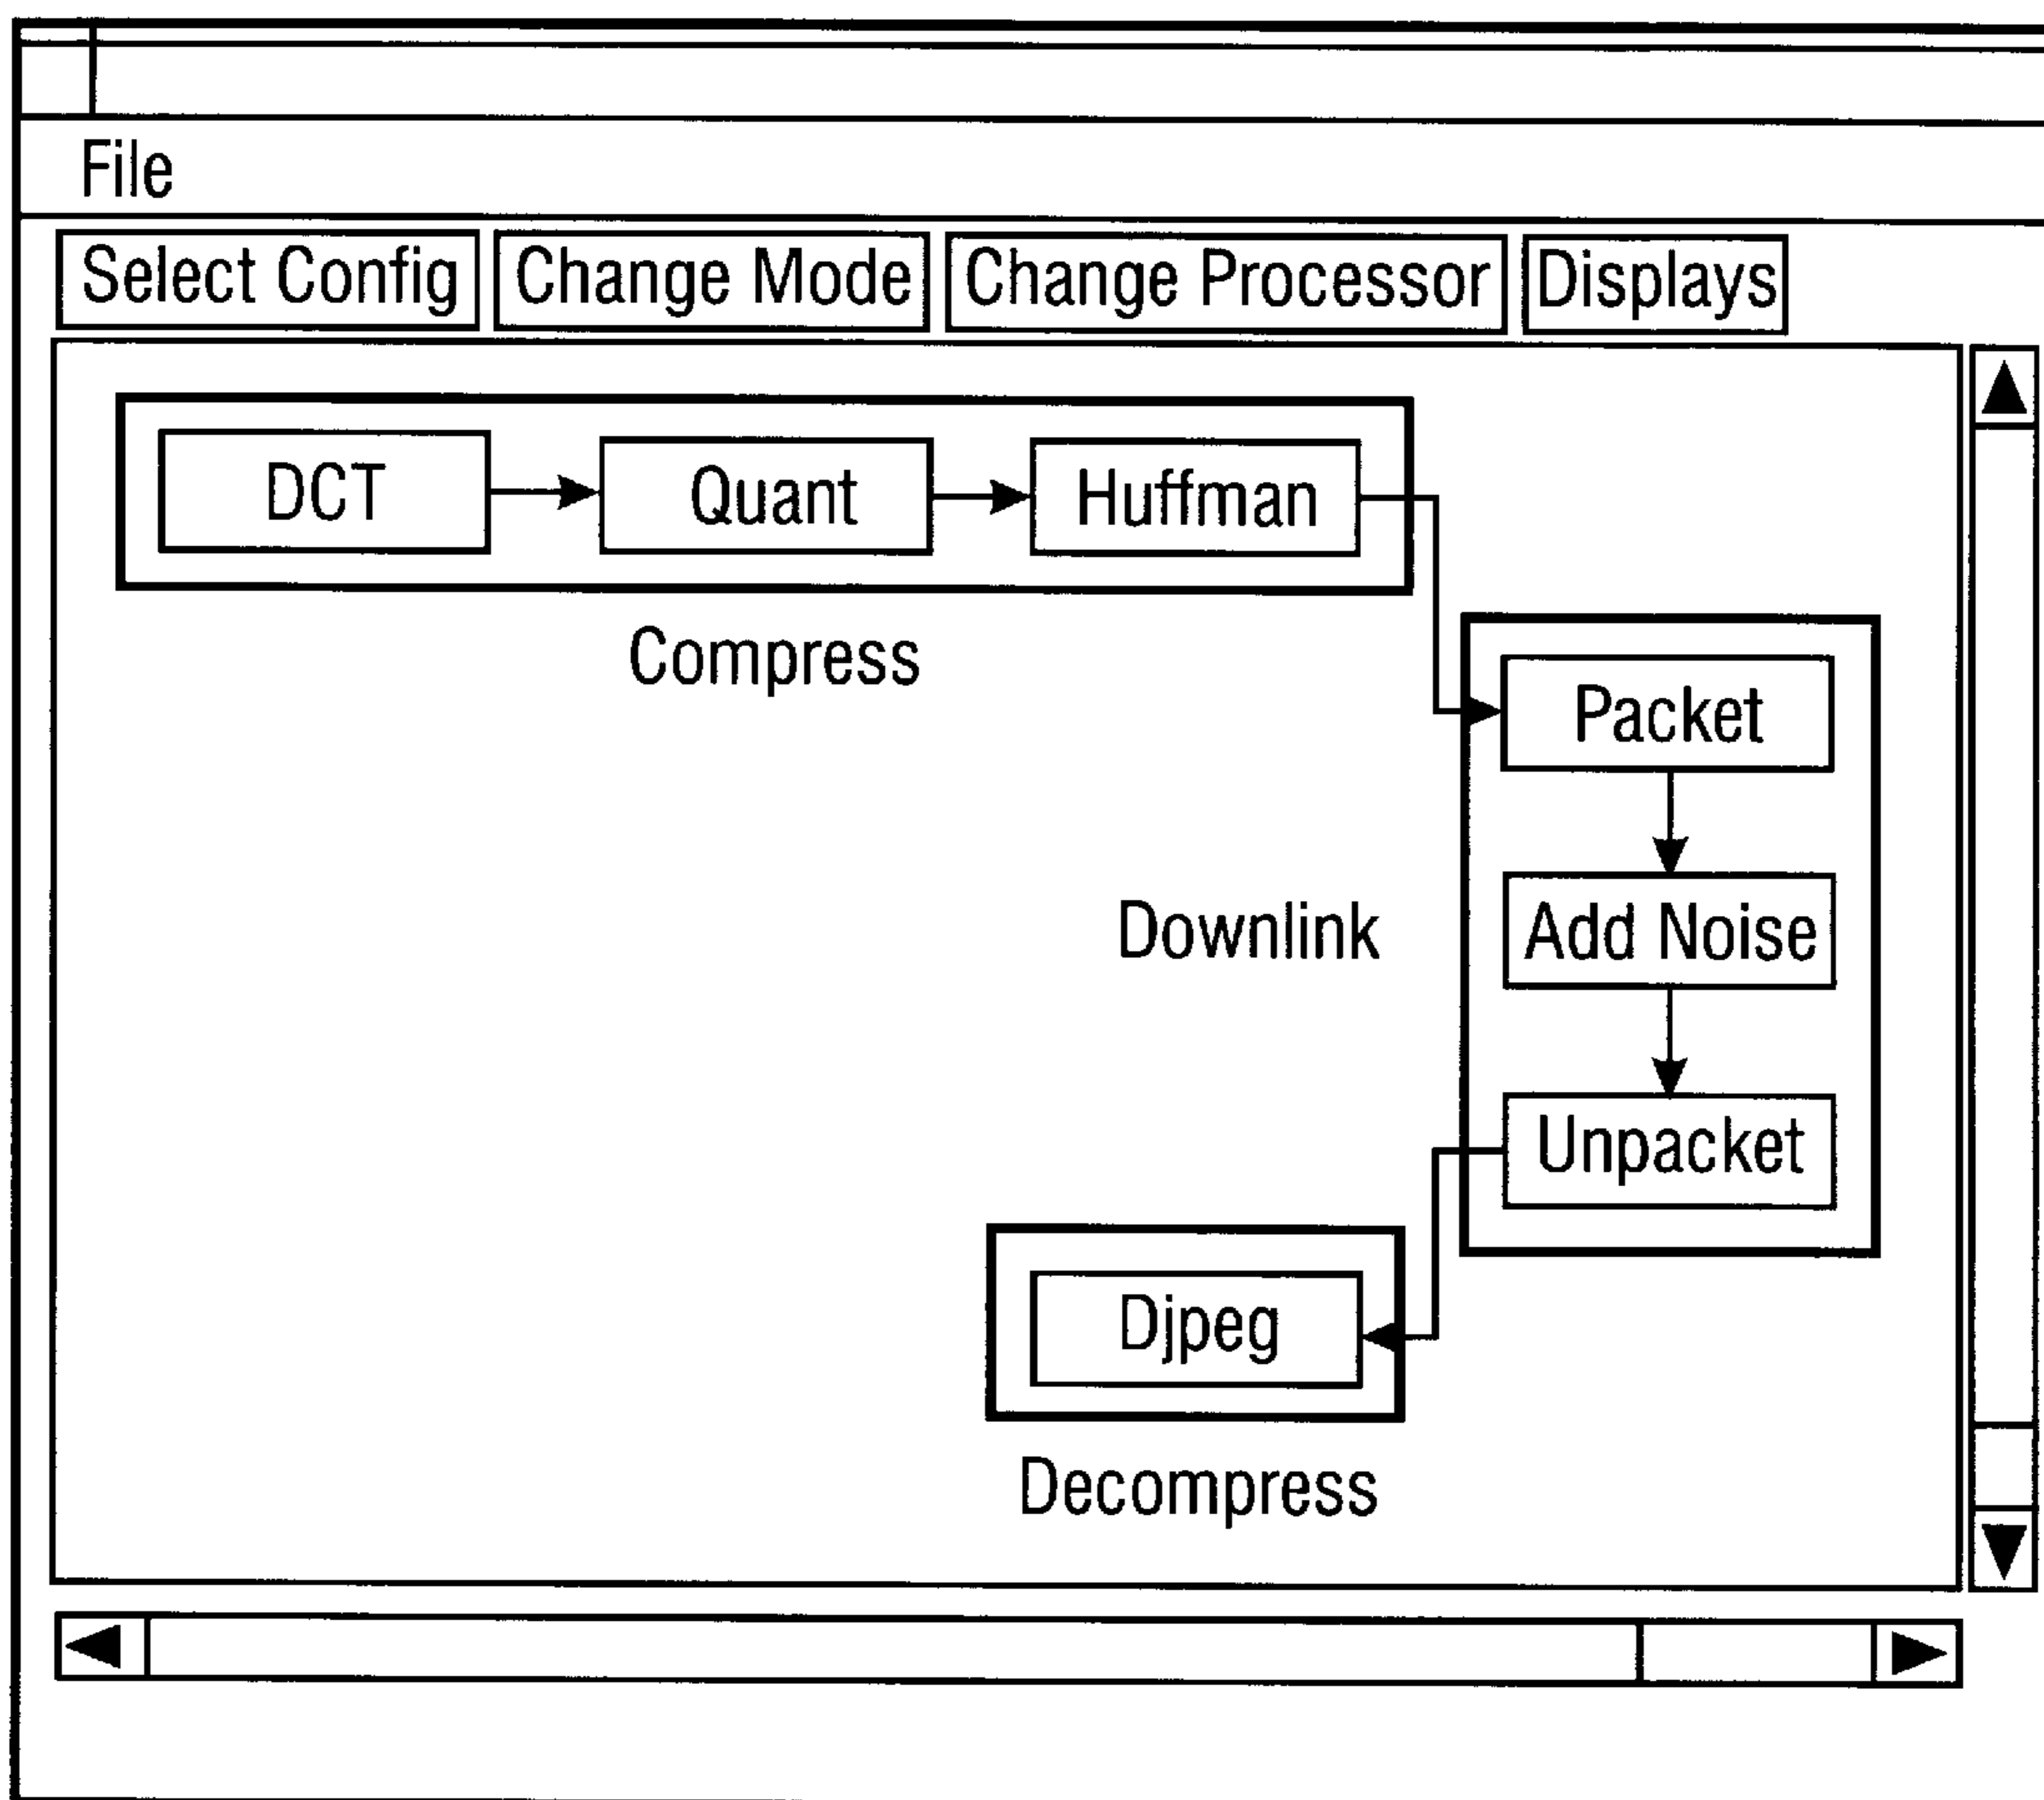 File
Select Config
Change Mode
Change Processor
Displays
DCT
Quant
Huffman
Compress
Packet
Downlink
Add Noise
Unpacket
Djpeg
Decompress